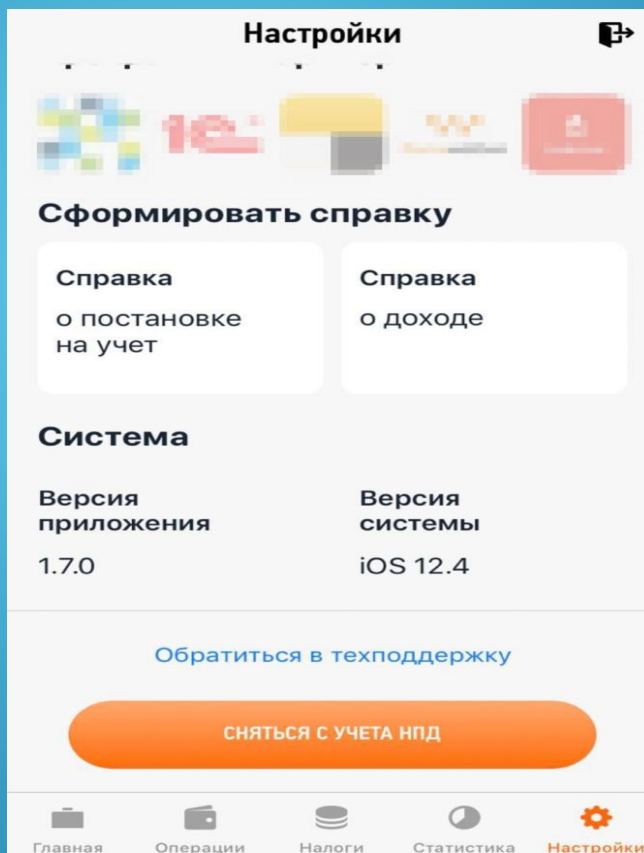 Настройки
Сформировать справку
Справка
о постановке
на учет
Справка
о доходе
Система
Версия
приложения
1.7.0
Версия
системы
iOS 12.4
Обратиться в техподдержку
СНЯТЬСЯ С УЧЕТА НПД
Главная
Операции
Налоги
Статистика
Настройки